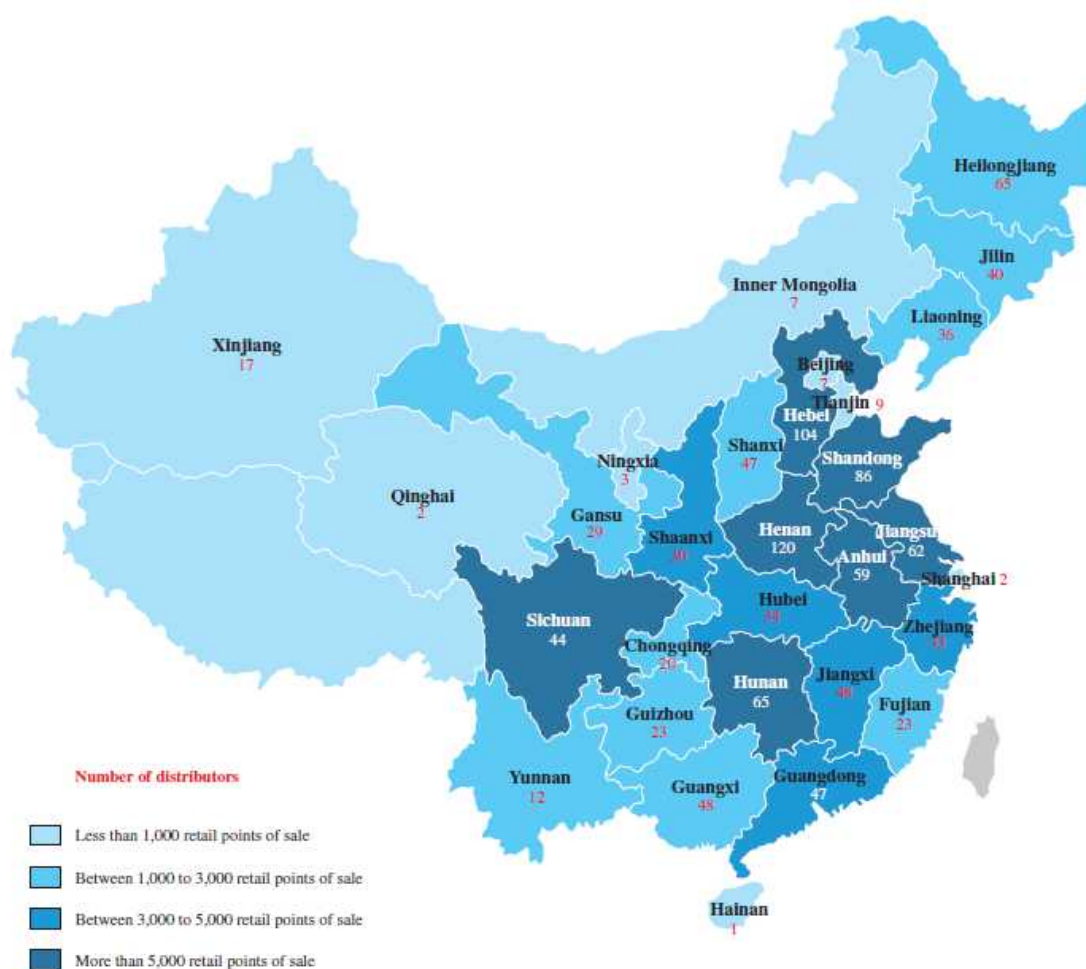 Heilongjiang
65
Jilin
40
Inner Mongolia
7
Liaoning
36
Xinjiang
17
Beijing
7
Tianjin 9
Hebei
104
Shanxi
47
Ningxia
3
Shandong
86
Qinghai
2
Gansu
29
Shaanxi
Henan
120
Jiangsu
62
Anhui
59
Shanghai 2
Hubei
Sichuan
44
Zhejiang
Chongqing
20
Hunan
65
Jiangxi
48
Fujian
23
Guizhou
23
Yunnan
12
Guangxi
48
Guangdong
47
Hainan
1
Number of distributors
Less than 1,000 retail points of sale
Between 1,000 to 3,000 retail points of sale
Between 3,000 to 5,000 retail points of sale
More than 5,000 retail points of sale